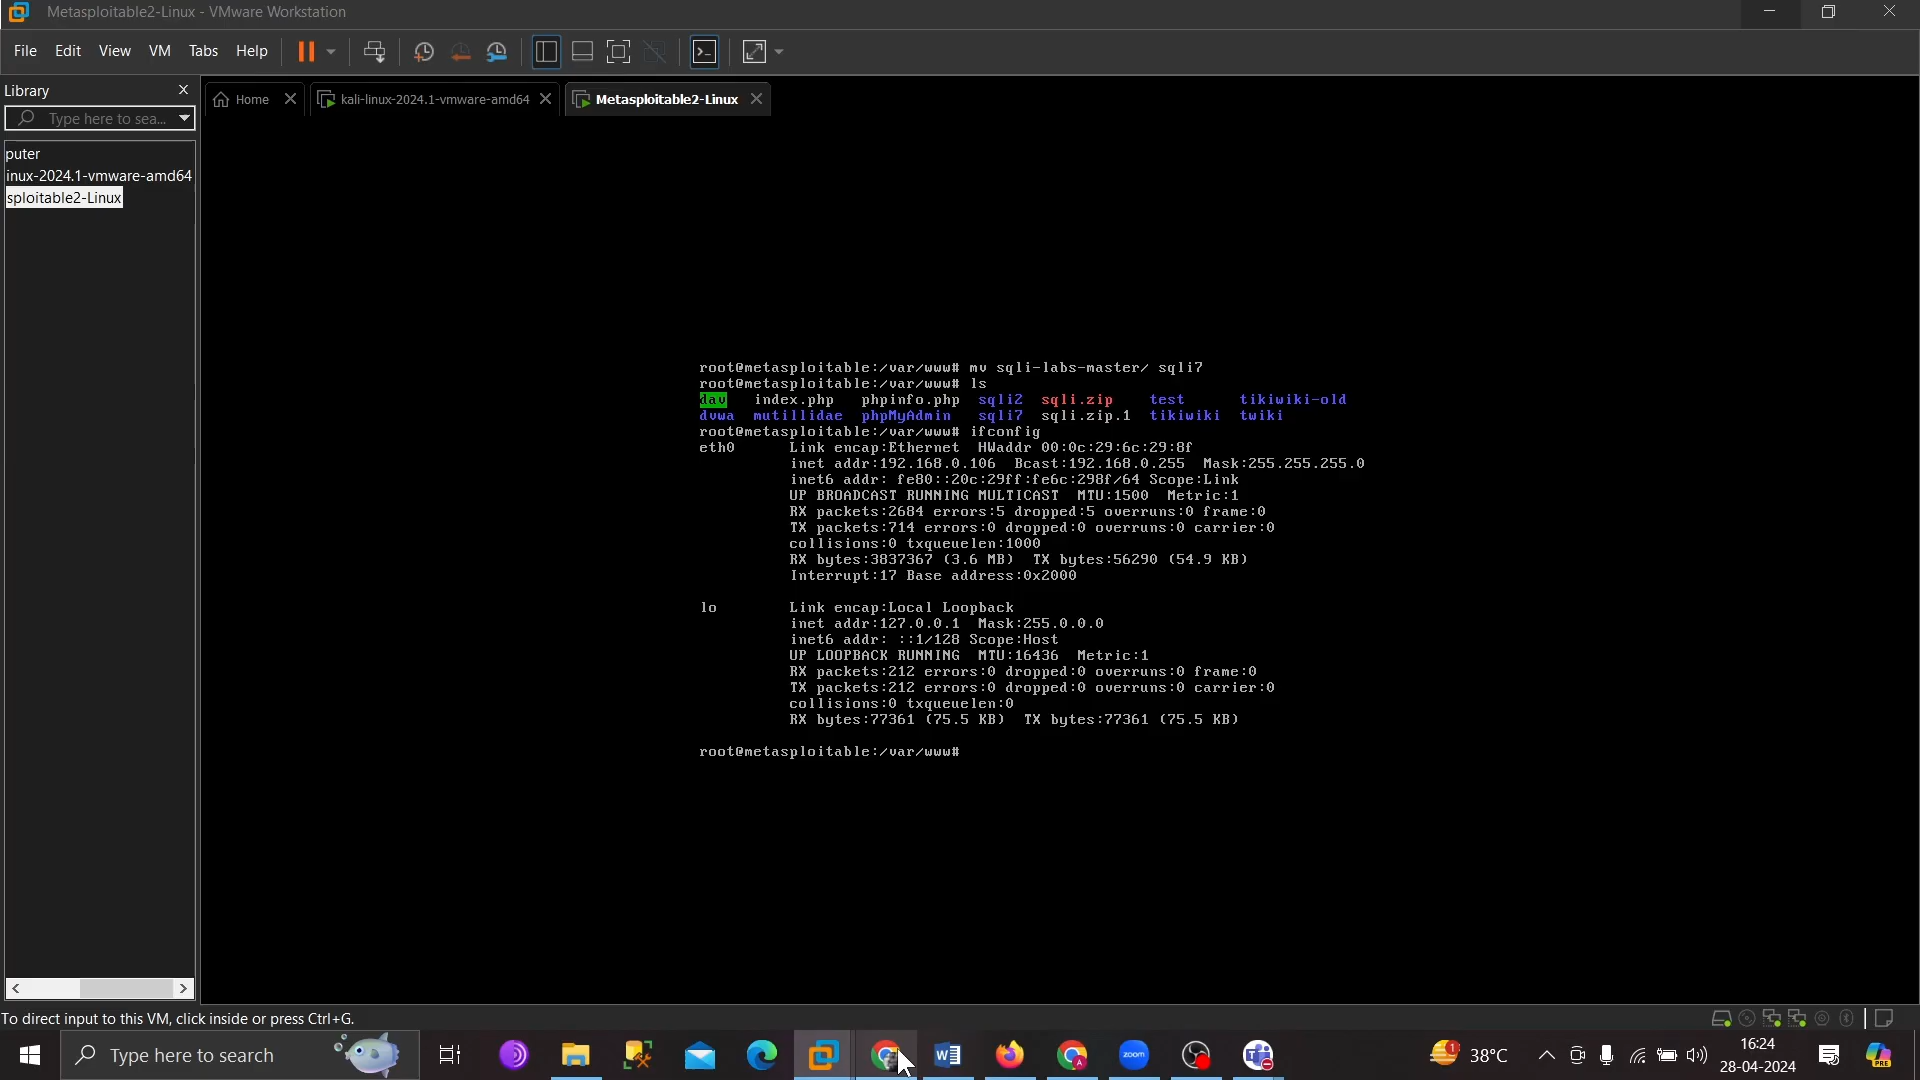 Metasploitable2-Linux - VMware Workstation
File Edit View VM Tabs Help
Library
Type here to sea...
puter
inux-2024.1-vmware-amd64
sploitable2-Linux
Home kali-linux-2024.1-vmware-amd64 Metasploitable2-Linux
root@metasploitable:/var/www# mv sqli-labs-master/ sqli7
root@metasploitable:/var/www# ls
dav index.php phpinfo.php sqli2 sqli.zip test tikiwiki-old
dvwa mutillidae phpMyAdmin sqli7 sqli.zip.1 tikiwiki twiki
root@metasploitable:/var/www# ifconfig
eth0 Link encap:Ethernet HWaddr 00:0c:29:6c:29:8f
inet addr:192.168.0.106 Bcast:192.168.0.255 Mask:255.255.255.0
inet6 addr: fe80::20c:29ff:fe6c:298f/64 Scope:Link
UP BROADCAST RUNNING MULTICAST MTU:1500 Metric:1
RX packets:2684 errors:5 dropped:5 overruns:0 frame:0
TX packets:714 errors:0 dropped:0 overruns:0 carrier:0
collisions:0 txqueuelen:1000
RX bytes:3837367 (3.6 MB) TX bytes:56290 (54.9 KB)
Interrupt:17 Base address:0x2000
lo Link encap:Local Loopback
inet addr:127.0.0.1 Mask:255.0.0.0
inet6 addr: ::1/128 Scope:Host
UP LOOPBACK RUNNING MTU:16436 Metric:1
RX packets:212 errors:0 dropped:0 overruns:0 frame:0
TX packets:212 errors:0 dropped:0 overruns:0 carrier:0
collisions:0 txqueuelen:0
RX bytes:77361 (75.5 KB) TX bytes:77361 (75.5 KB)
root@metasploitable:/var/www#
To direct input to this VM, click inside or press Ctrl+G.
Type here to search
zoom
1
38°C
16:24
28-04-2024
PRE